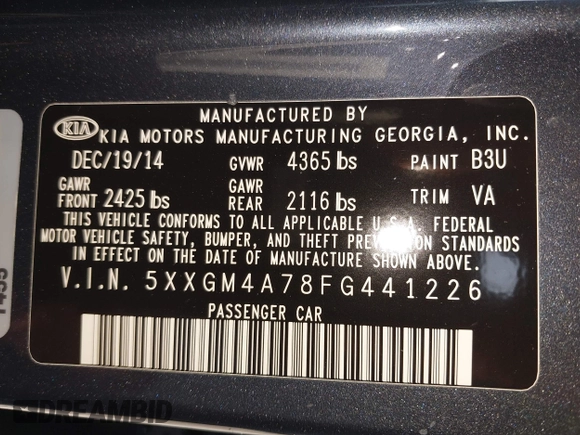 MANUFACTURED BY
KIA KIA MOTORS MANUFACTURING GEORGIA, INC.
DEC/19/14 GVWR 4365 lbs PAINT B3U
GAWR FRONT 2425 lbs GAWR REAR 2116 lbs TRIM VA
THIS VEHICLE CONFORMS TO ALL APPLICABLE U.S.A. FEDERAL
MOTOR VEHICLE SAFETY, BUMPER, AND THEFT PREVENTION STANDARDS
IN EFFECT ON THE DATE OF MANUFACTURE SHOWN ABOVE.
V.I.N. 5XXGM4A78FG441226
PASSENGER CAR
DREAMBID